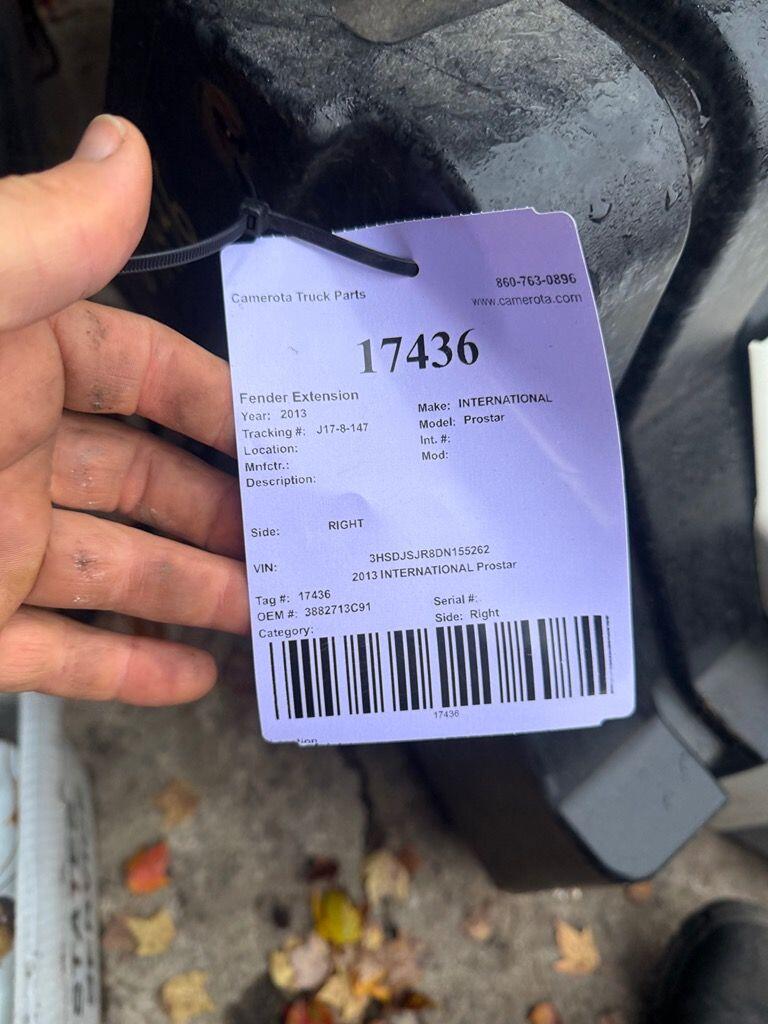 Camerota Truck Parts
860-763-0896
www.camerota.com
17436
Fender Extension
Year: 2013
Make: INTERNATIONAL
Tracking #: J17-8-147
Model: Prostar
Location:
Int. #:
Mnfctr.:
Mod:
Description:
Side: RIGHT
VIN: 3HSDJSJR8DN155262
2013 INTERNATIONAL Prostar
Tag #: 17436
Serial #:
OEM #: 3882713C91
Side: Right
Category:
17436